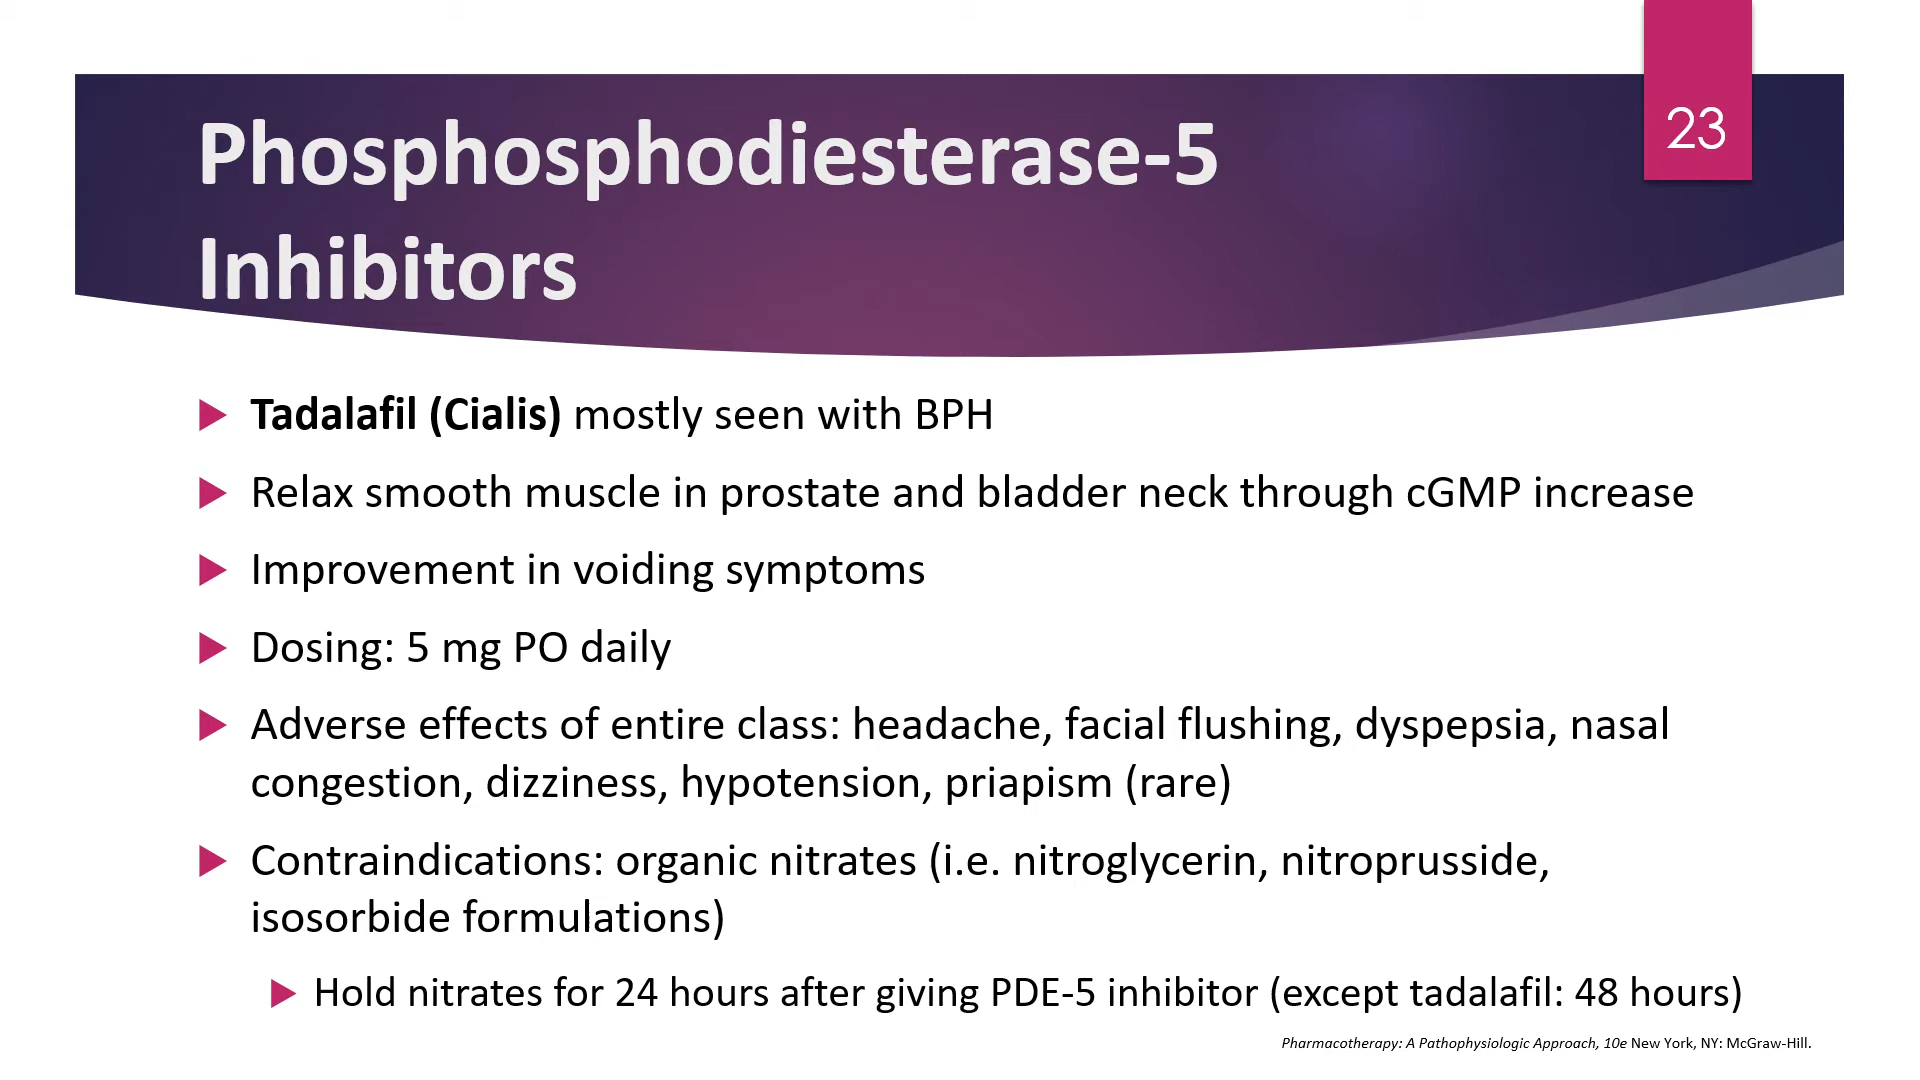 23
Phosphosphodiesterase-5
Inhibitors
Tadalafil (Cialis) mostly seen with BPH
Relax smooth muscle in prostate and bladder neck through cGMP increase
Improvement in voiding symptoms
Dosing: 5 mg PO daily
Adverse effects of entire class: headache, facial flushing, dyspepsia, nasal
congestion, dizziness, hypotension, priapism (rare)
Contraindications: organic nitrates (i.e. nitroglycerin, nitroprusside,
isosorbide formulations)
Hold nitrates for 24 hours after giving PDE-5 inhibitor (except tadalafil: 48 hours)
Pharmacotherapy: A Pathophysiologic Approach, 10e New York, NY: McGraw-Hill.